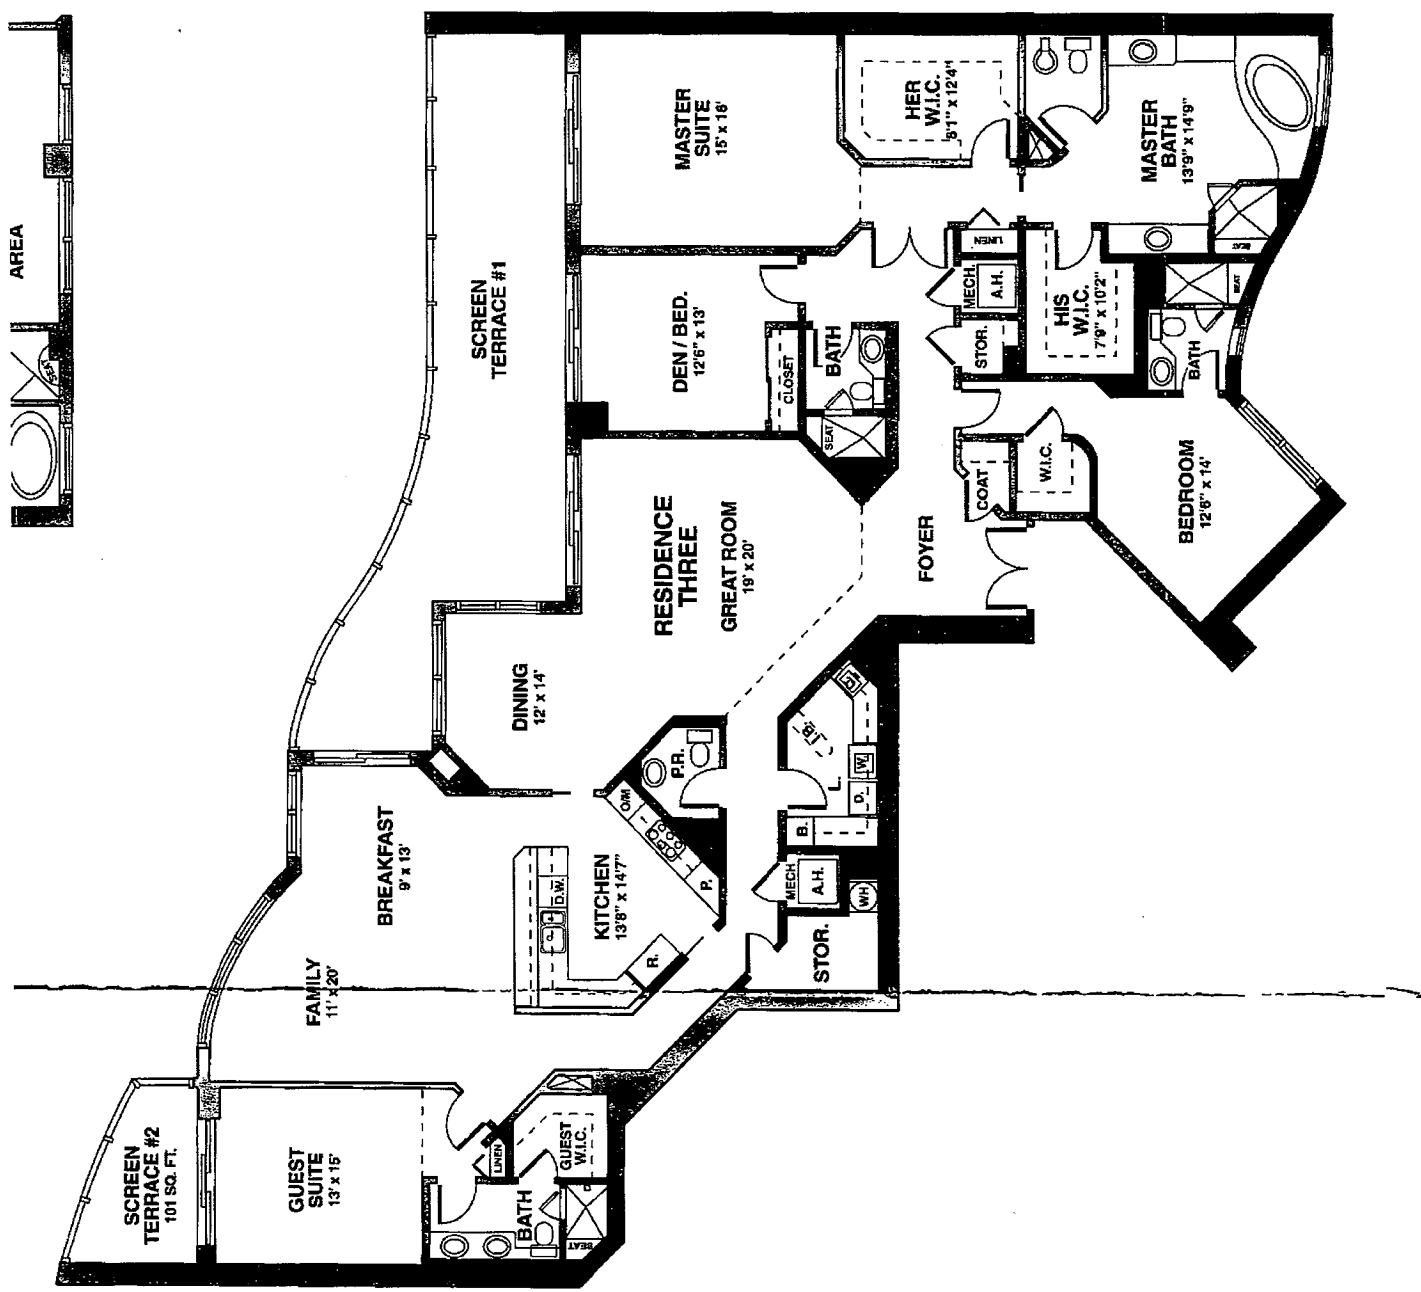 AREA
SEAT
SCREEN
TERRACE #1
MASTER
SUITE
15' x 16'
HER
W.I.C.
8'1" x 12'4"
MASTER
BATH
13'9" x 14'9"
SEAT
LINEN
MECH.
A.H.
HIS
W.I.C.
7'9" x 10'2"
SEAT
BATH
STOR.
DEN / BED.
12'6" x 13'
CLOSET
BATH
SEAT
W.I.C.
COAT
BEDROOM
12'6" x 14'
FOYER
RESIDENCE
THREE
GREAT ROOM
19' x 20'
DINING
12' x 14'
P.R.
I.B.
L.
W.
D.
B.
O/M
P.
BREAKFAST
9' x 13'
D.W.
KITCHEN
13'8" x 14'7"
R.
MECH
A.H.
WH
STOR.
FAMILY
11' x 20'
SCREEN
TERRACE #2
101 SQ. FT.
GUEST
SUITE
13' x 15'
LINEN
GUEST
W.I.C.
BATH
SEAT